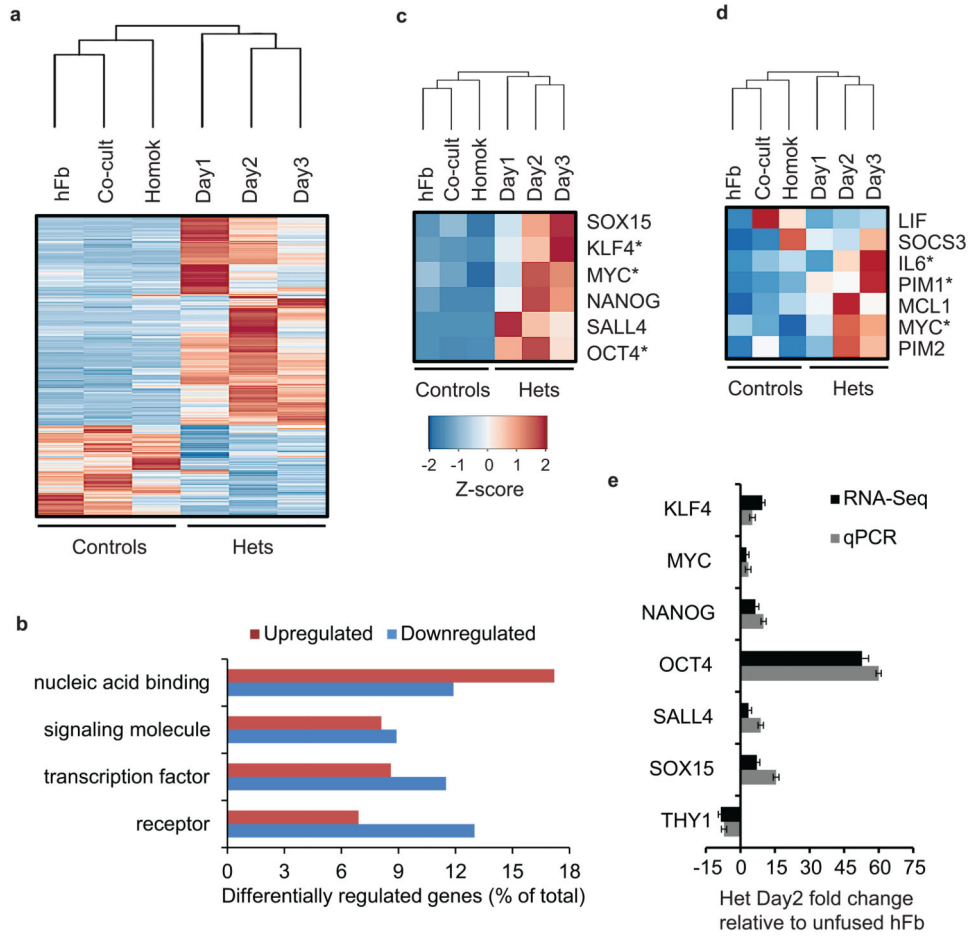 a
hFb
Co-cult
Homok
Day1
Day2
Day3
Controls
Hets
c
hFb
Co-cult
Homok
Day1
Day2
Day3
SOX15
KLF4*
MYC*
NANOG
SALL4
OCT4*
Controls
Hets
-2 -1 0 1 2
Z-score
d
hFb
Co-cult
Homok
Day1
Day2
Day3
LIF
SOCS3
IL6*
PIM1*
MCL1
MYC*
PIM2
Controls
Hets
b
Upregulated
Downregulated
nucleic acid binding
signaling molecule
transcription factor
receptor
0 3 6 9 12 15 18
Differentially regulated genes (% of total)
e
RNA-Seq
qPCR
KLF4
MYC
NANOG
OCT4
SALL4
SOX15
THY1
-15 0 15 30 45 60 75
Het Day2 fold change
relative to unfused hFb